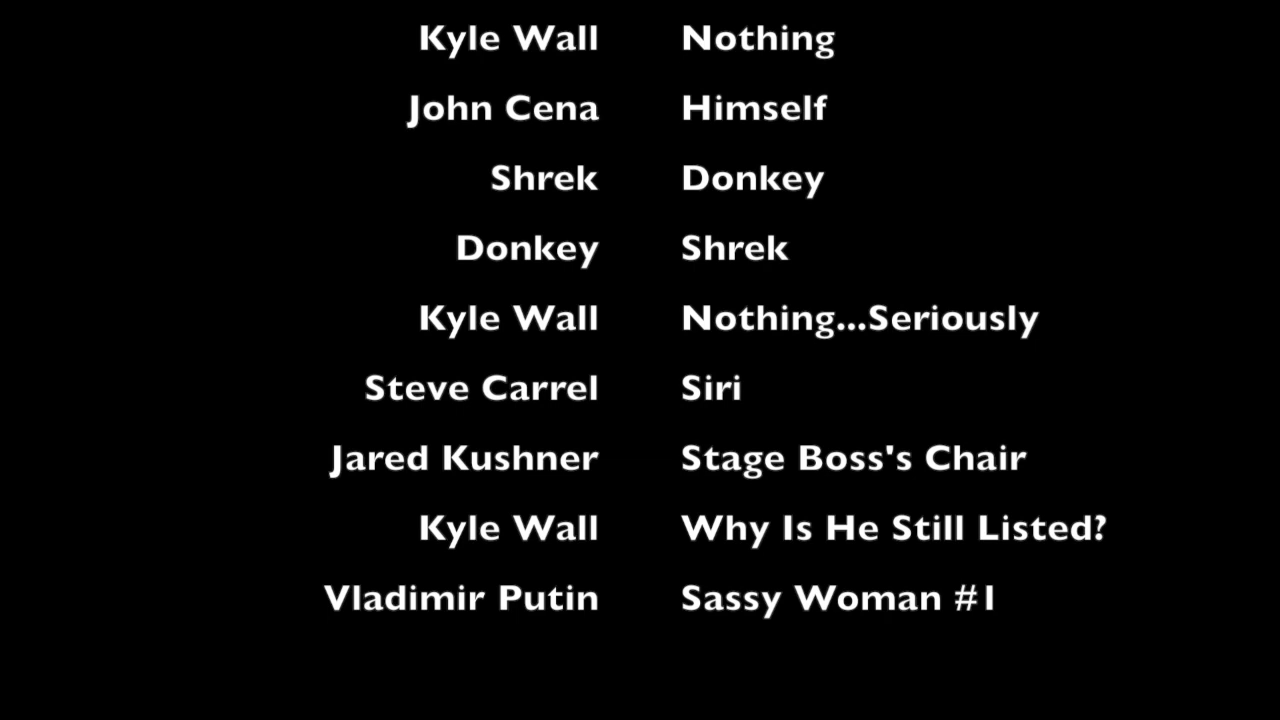 Kyle Wall Nothing
John Cena Himself
Shrek Donkey
Donkey Shrek
Kyle Wall Nothing...Seriously
Steve Carrel Siri
Jared Kushner Stage Boss's Chair
Kyle Wall Why Is He Still Listed?
Vladimir Putin Sassy Woman #1